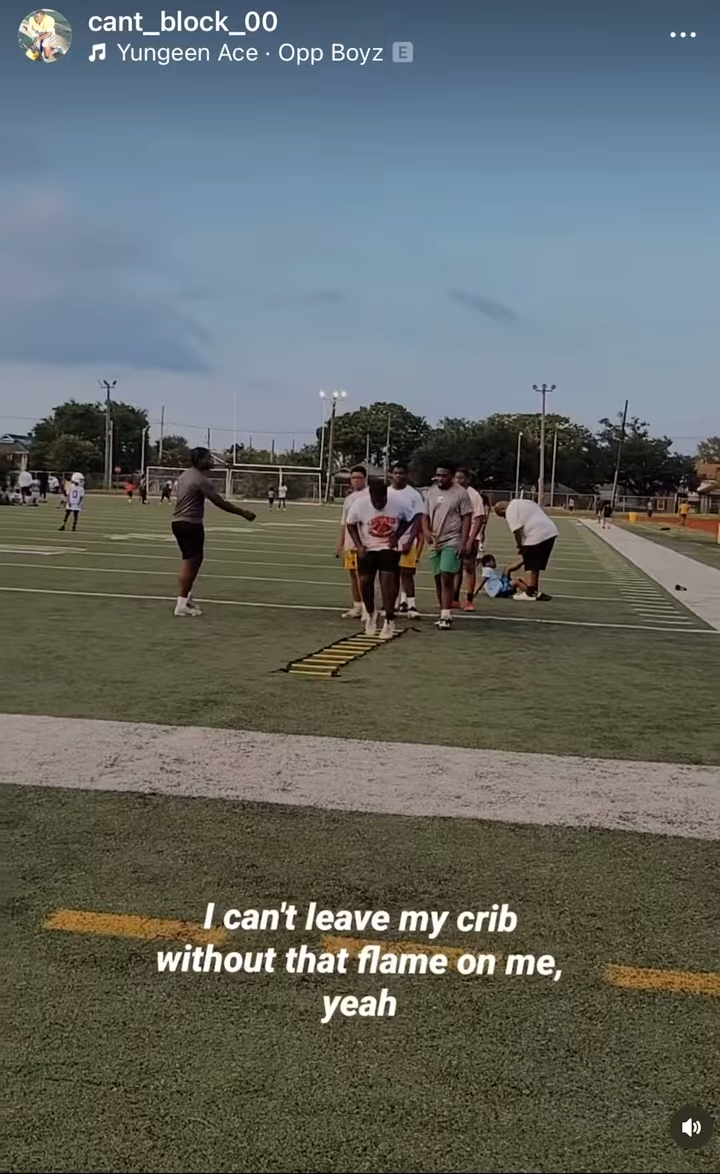 cant_block_00
Yungeen Ace · Opp Boyz E
I can't leave my crib
without that flame on me,
yeah